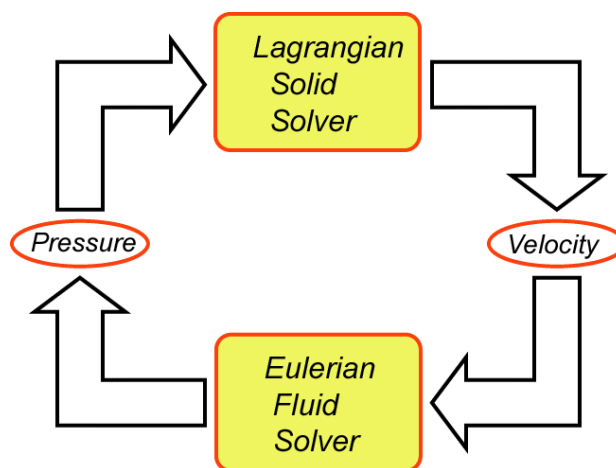 Lagrangian
Solid
Solver
Pressure
Velocity
Eulerian
Fluid
Solver